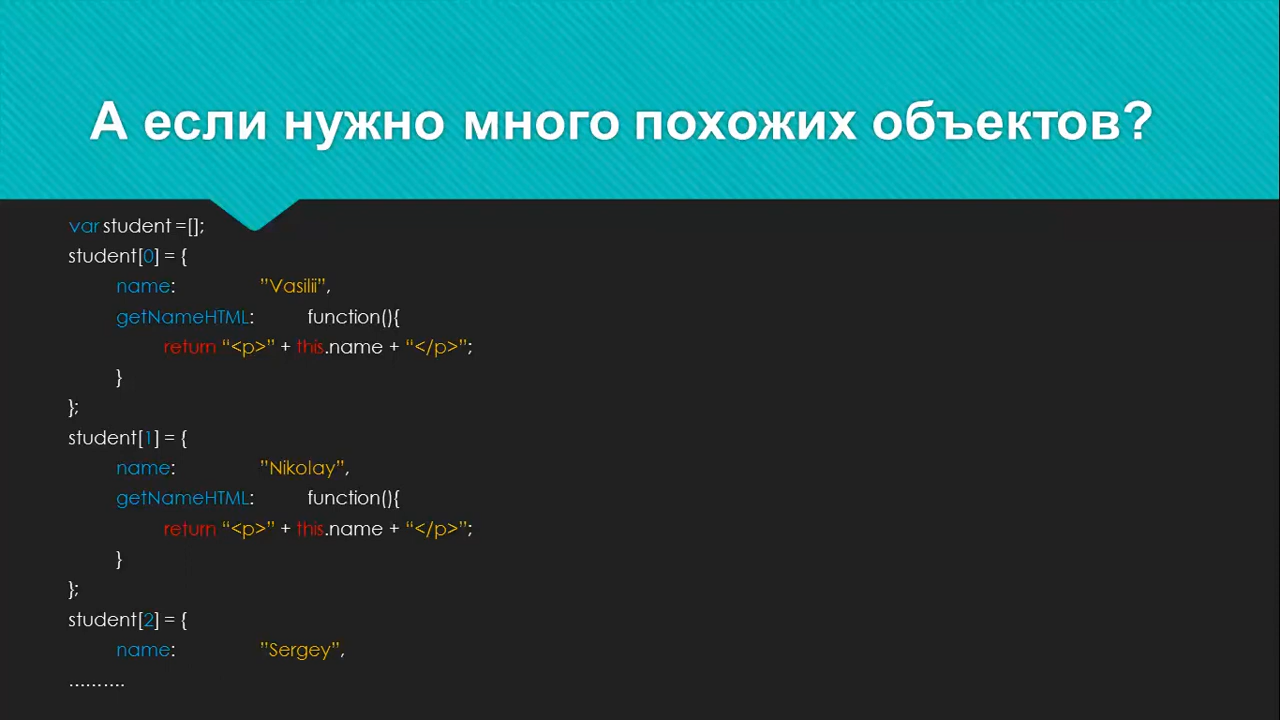 А если нужно много похожих объектов?
var student =[];
student[0] = {
name: ”Vasilii”,
getNameHTML: function(){
return “<p>” + this.name + “</p>”;
}
};
student[1] = {
name: ”Nikolay”,
getNameHTML: function(){
return “<p>” + this.name + “</p>”;
}
};
student[2] = {
name: ”Sergey”,
..........